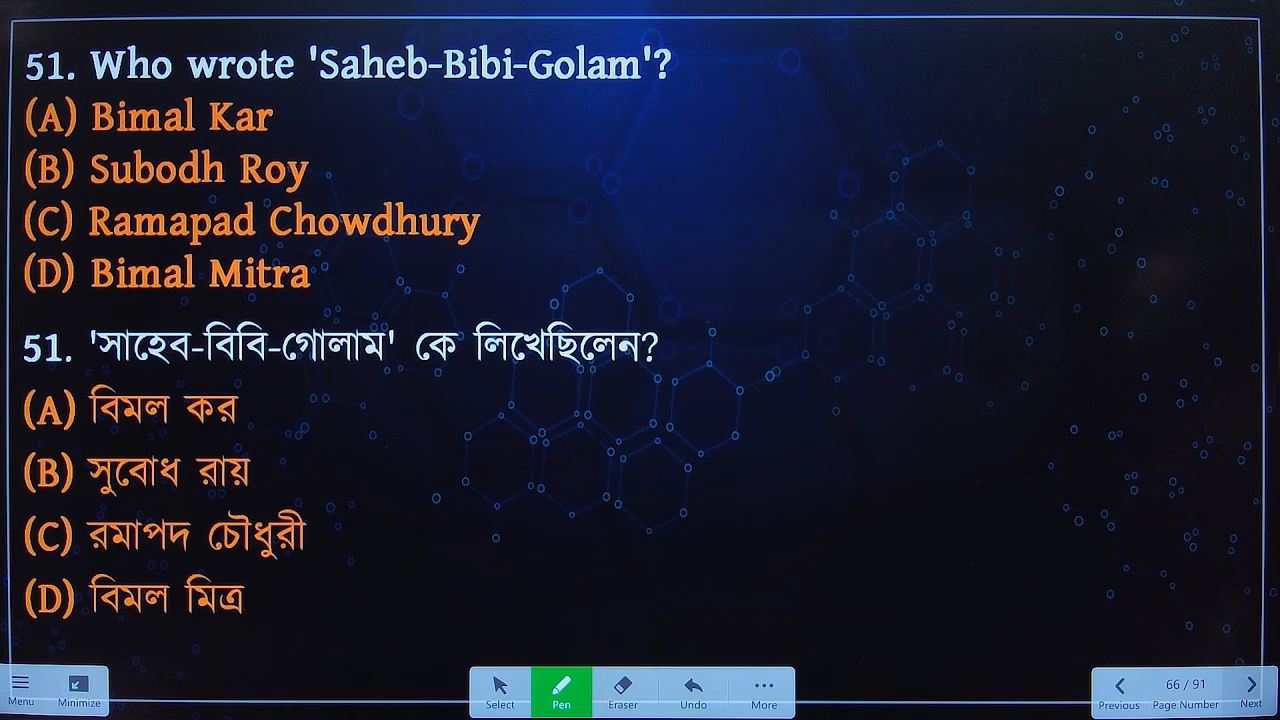 51. Who wrote 'Saheb-Bibi-Golam'?
(A) Bimal Kar
(B) Subodh Roy
(C) Ramapad Chowdhury
(D) Bimal Mitra
51. 'সাহেব-বিবি-গোলাম' কে লিখেছিলেন?
(A) বিমল কর
(B) সুবোধ রায়
(C) রমাপদ চৌধুরী
(D) বিমল মিত্র
Menu Minimize Select Pen Eraser Undo More Previous 66 / 91 Page Number Next